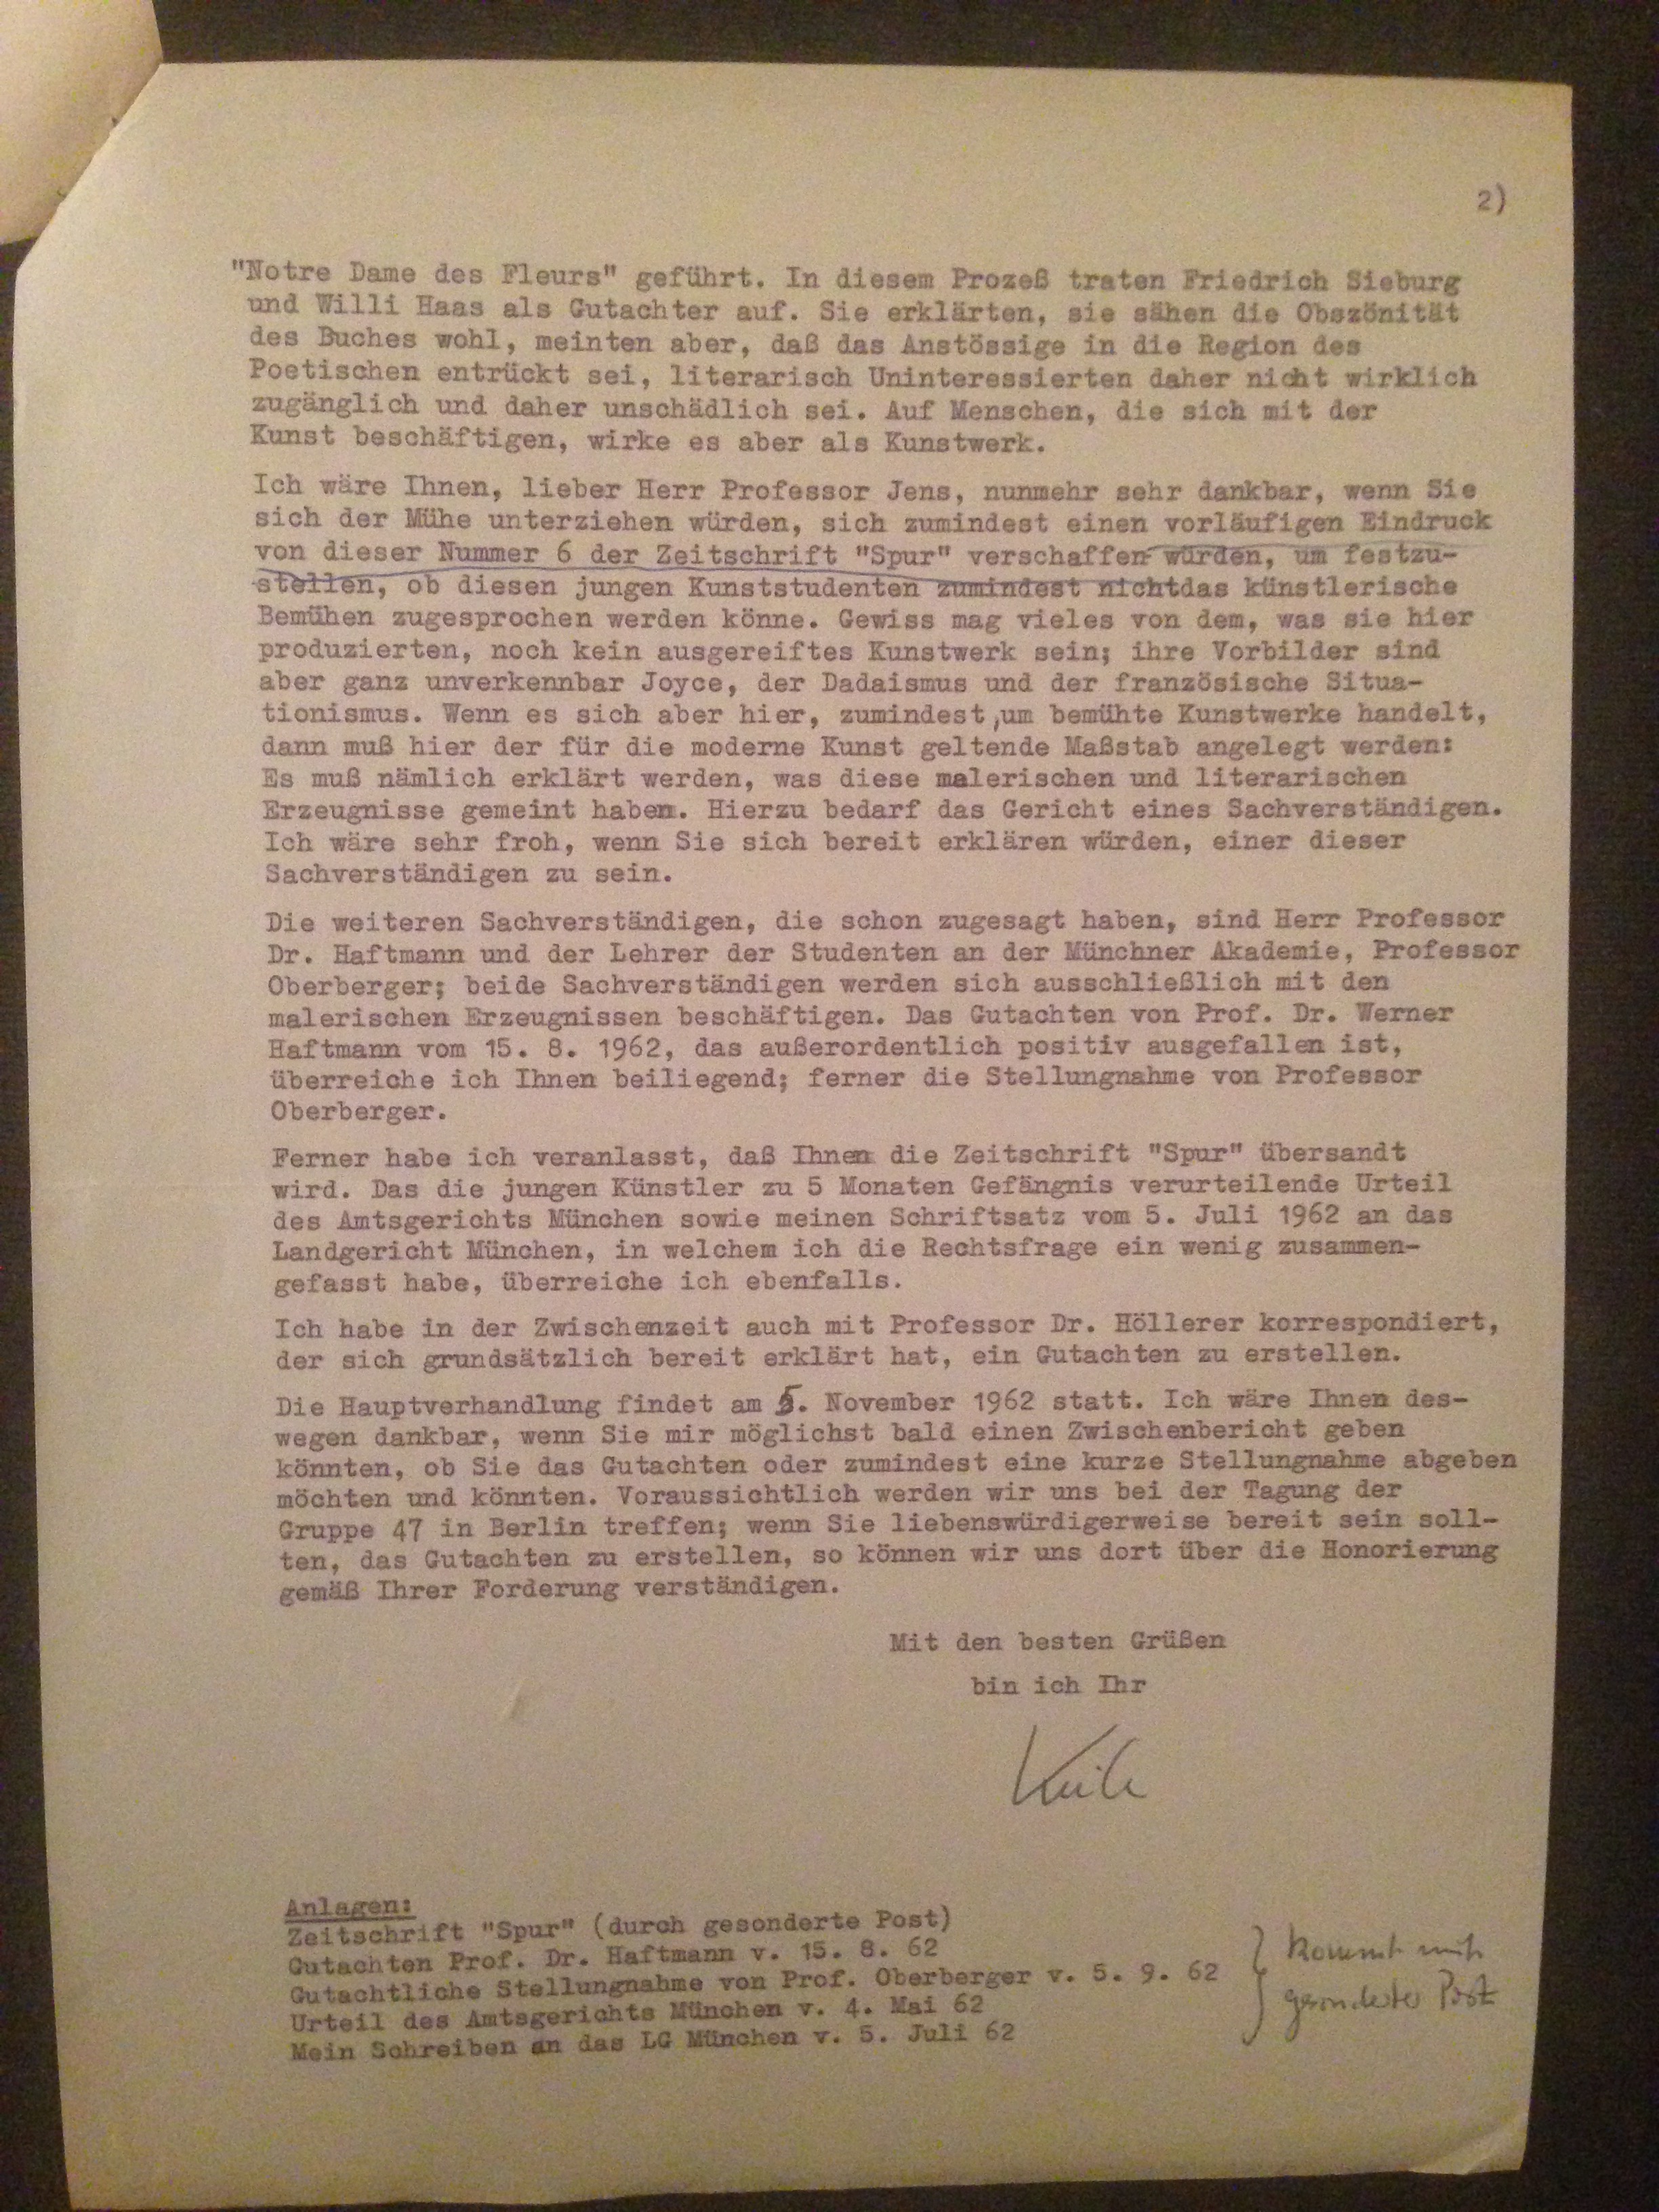 2)
"Notre Dame des Fleurs" geführt. In diesem Prozeß traten Friedrich Sieburg
und Willi Haas als Gutachter auf. Sie erklärten, sie sähen die Obszönität
des Buches wohl, meinten aber, daß das Anstössige in die Region des
Poetischen entrückt sei, literarisch Uninteressierten daher nicht wirklich
zugänglich und daher unschädlich sei. Auf Menschen, die sich mit der
Kunst beschäftigen, wirke es aber als Kunstwerk.
Ich wäre Ihnen, lieber Herr Professor Jens, nunmehr sehr dankbar, wenn Sie
sich der Mühe unterziehen würden, sich zumindest einen vorläufigen Eindruck
von dieser Nummer 6 der Zeitschrift "Spur" verschaffen würden, um festzu-
stellen, ob diesen jungen Kunststudenten zumindest nichtdas künstlerische
Bemühen zugesprochen werden könne. Gewiss mag vieles von dem, was sie hier
produzierten, noch kein ausgereiftes Kunstwerk sein; ihre Vorbilder sind
aber ganz unverkennbar Joyce, der Dadaismus und der französische Situa-
tionismus. Wenn es sich aber hier, zumindest,um bemühte Kunstwerke handelt,
dann muß hier der für die moderne Kunst geltende Maßstab angelegt werden:
Es muß nämlich erklärt werden, was diese malerischen und literarischen
Erzeugnisse gemeint haben. Hierzu bedarf das Gericht eines Sachverständigen.
Ich wäre sehr froh, wenn Sie sich bereit erklären würden, einer dieser
Sachverständigen zu sein.
Die weiteren Sachverständigen, die schon zugesagt haben, sind Herr Professor
Dr. Haftmann und der Lehrer der Studenten an der Münchner Akademie, Professor
Oberberger; beide Sachverständigen werden sich ausschließlich mit den
malerischen Erzeugnissen beschäftigen. Das Gutachten von Prof. Dr. Werner
Haftmann vom 15. 8. 1962, das außerordentlich positiv ausgefallen ist,
überreiche ich Ihnen beiliegend; ferner die Stellungnahme von Professor
Oberberger.
Ferner habe ich veranlasst, daß Ihnen die Zeitschrift "Spur" übersandt
wird. Das die jungen Künstler zu 5 Monaten Gefängnis verurteilende Urteil
des Amtsgerichts München sowie meinen Schriftsatz vom 5. Juli 1962 an das
Landgericht München, in welchem ich die Rechtsfrage ein wenig zusammen-
gefasst habe, überreiche ich ebenfalls.
Ich habe in der Zwischenzeit auch mit Professor Dr. Höllerer korrespondiert,
der sich grundsätzlich bereit erklärt hat, ein Gutachten zu erstellen.
Die Hauptverhandlung findet am 5. November 1962 statt. Ich wäre Ihnen des-
wegen dankbar, wenn Sie mir möglichst bald einen Zwischenbericht geben
könnten, ob Sie das Gutachten oder zumindest eine kurze Stellungnahme abgeben
möchten und könnten. Voraussichtlich werden wir uns bei der Tagung der
Gruppe 47 in Berlin treffen; wenn Sie liebenswürdigerweise bereit sein soll-
ten, das Gutachten zu erstellen, so können wir uns dort über die Honorierung
gemäß Ihrer Forderung verständigen.
Mit den besten Grüßen
bin ich Ihr
Anlagen:
Zeitschrift "Spur" (durch gesonderte Post)
Gutachten Prof. Dr. Haftmann v. 15. 8. 62
Gutachtliche Stellungnahme von Prof. Oberberger v. 5. 9. 62
Urteil des Amtsgerichts München v. 4. Mai 62
Mein Schreiben an das LG München v. 5. Juli 62
kommt mit
gesonderter Post